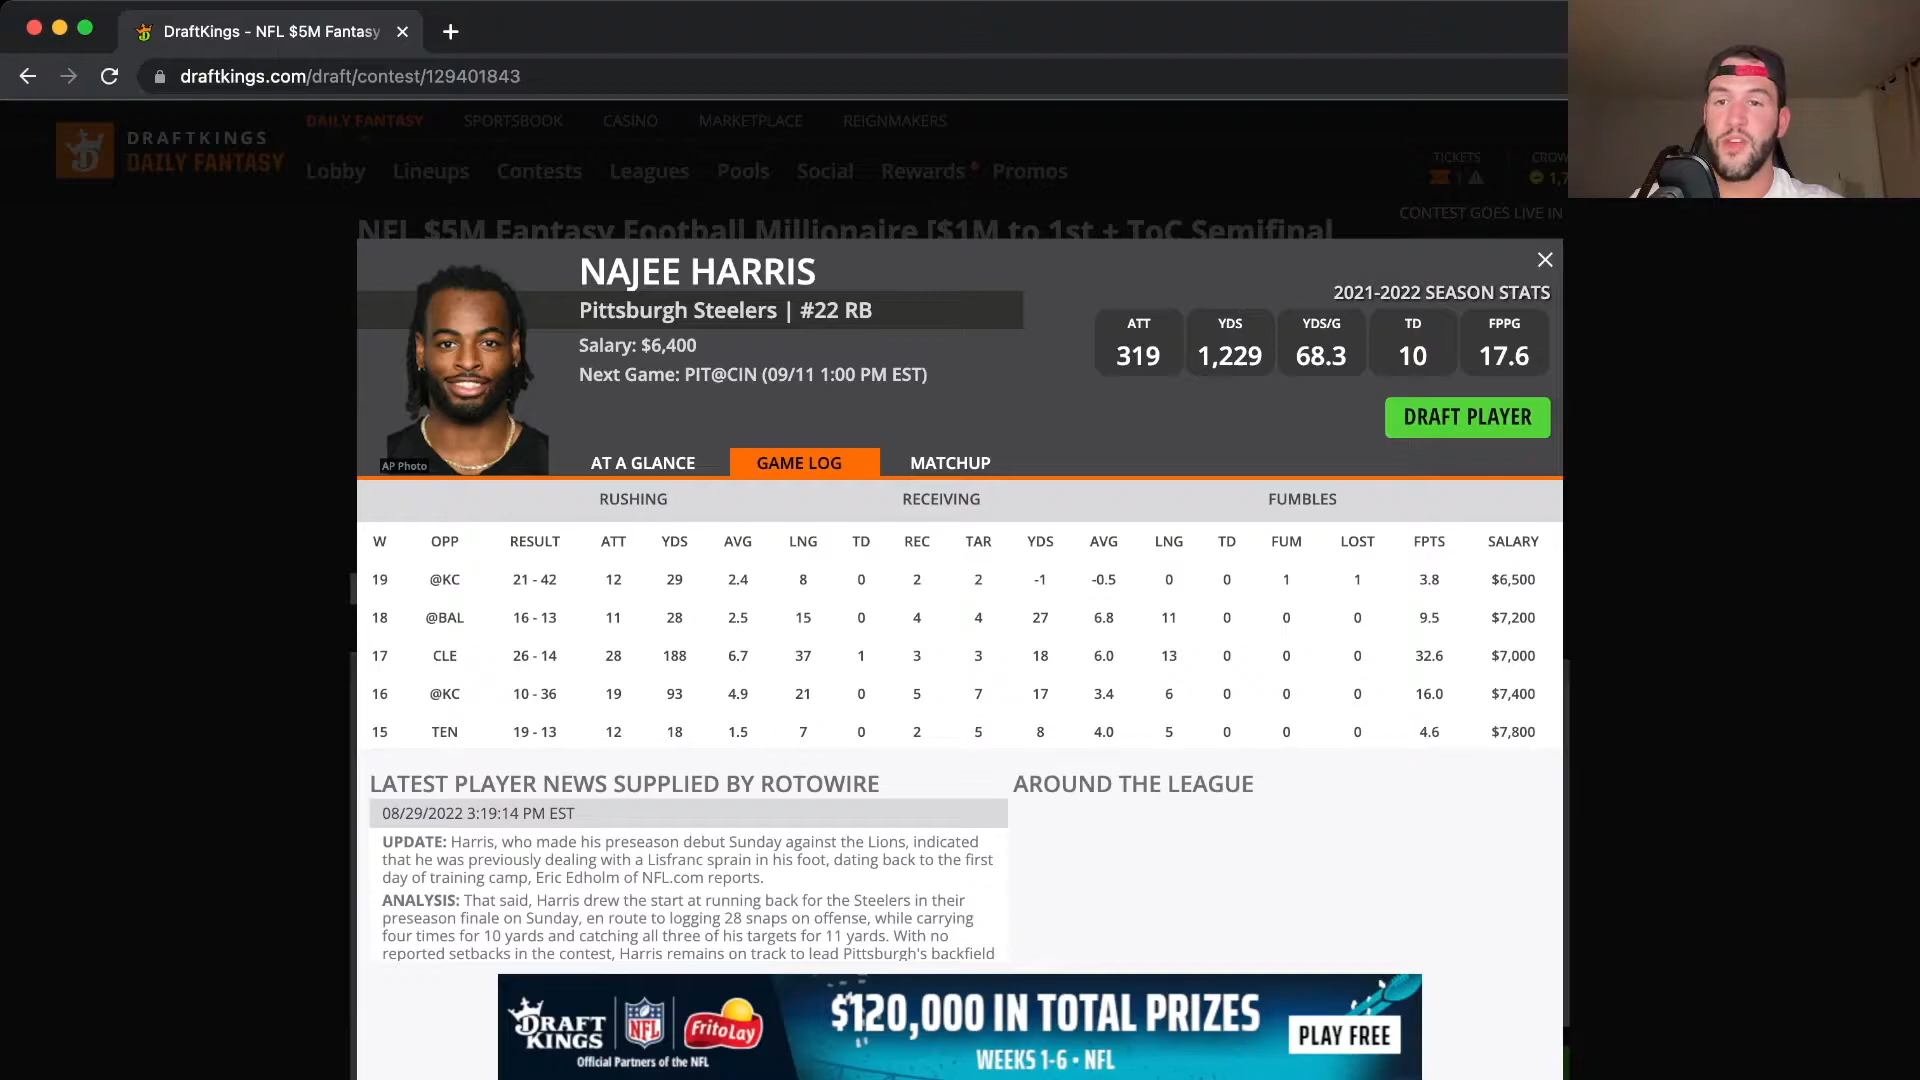 DraftKings - NFL $5M Fantasy
draftkings.com/draft/contest/129401843
DRAFTKINGS
DAILY FANTASY
DAILY FANTASY SPORTSBOOK CASINO MARKETPLACE REIGNMAKERS
Lobby Lineups Contests Leagues Pools Social Rewards Promos
TICKETS
1
NFL $5M Fantasy Football Millionaire [$1M to 1st + ToC Semifinal
CONTEST GOES LIVE IN
NAJEE HARRIS
Pittsburgh Steelers | #22 RB
Salary: $6,400
Next Game: PIT@CIN (09/11 1:00 PM EST)
2021-2022 SEASON STATS
ATT YDS YDS/G TD FPPG
319 1,229 68.3 10 17.6
DRAFT PLAYER
AP Photo
AT A GLANCE GAME LOG MATCHUP
RUSHING RECEIVING FUMBLES
W OPP RESULT ATT YDS AVG LNG TD REC TAR YDS AVG LNG TD FUM LOST FPTS SALARY
19 @KC 21 - 42 12 29 2.4 8 0 2 2 -1 -0.5 0 0 1 1 3.8 $6,500
18 @BAL 16 - 13 11 28 2.5 15 0 4 4 27 6.8 11 0 0 0 9.5 $7,200
17 CLE 26 - 14 28 188 6.7 37 1 3 3 18 6.0 13 0 0 0 32.6 $7,000
16 @KC 10 - 36 19 93 4.9 21 0 5 7 17 3.4 6 0 0 0 16.0 $7,400
15 TEN 19 - 13 12 18 1.5 7 0 2 5 8 4.0 5 0 0 0 4.6 $7,800
LATEST PLAYER NEWS SUPPLIED BY ROTOWIRE
08/29/2022 3:19:14 PM EST
UPDATE: Harris, who made his preseason debut Sunday against the Lions, indicated
that he was previously dealing with a Lisfranc sprain in his foot, dating back to the first
day of training camp, Eric Edholm of NFL.com reports.
ANALYSIS: That said, Harris drew the start at running back for the Steelers in their
preseason finale on Sunday, en route to logging 28 snaps on offense, while carrying
four times for 10 yards and catching all three of his targets for 11 yards. With no
reported setbacks in the contest, Harris remains on track to lead Pittsburgh's backfield
AROUND THE LEAGUE
DRAFT
KINGS
NFL
FritoLay
Official Partners of the NFL
$120,000 IN TOTAL PRIZES
WEEKS 1-6 • NFL
PLAY FREE